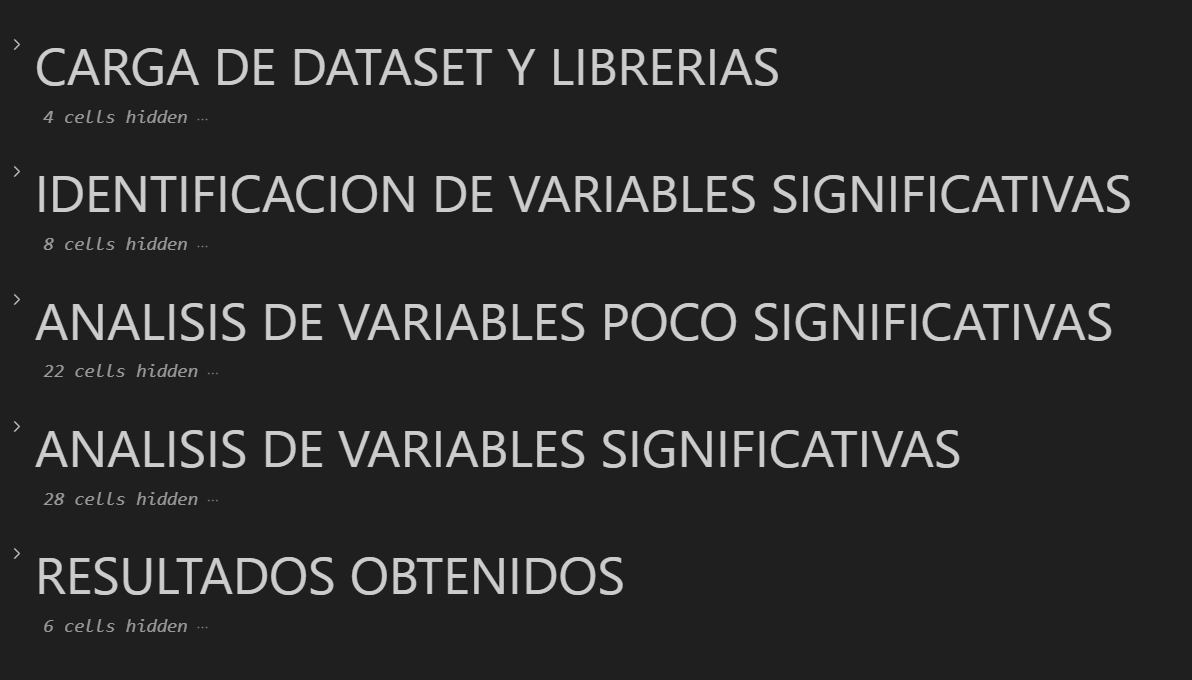 CARGA DE DATASET Y LIBRERIAS
4 cells hidden ...
IDENTIFICACION DE VARIABLES SIGNIFICATIVAS
8 cells hidden ...
ANALISIS DE VARIABLES POCO SIGNIFICATIVAS
22 cells hidden ...
ANALISIS DE VARIABLES SIGNIFICATIVAS
28 cells hidden ...
RESULTADOS OBTENIDOS
6 cells hidden ...